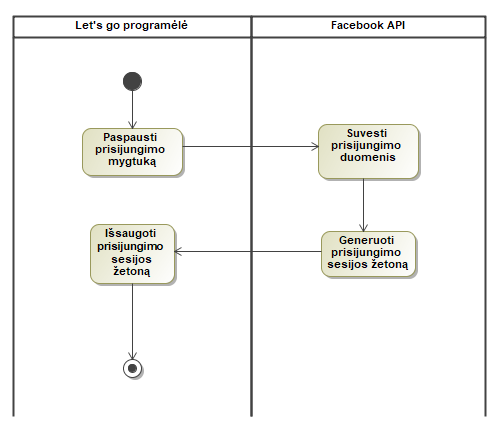 Let's go programėlė
Facebook API
Paspausti
prisijungimo
mygtuką
Suvesti
prisijungimo
duomenis
Išsaugoti
prisijungimo
sesijos
žetoną
Generuoti
prisijungimo
sesijos žetoną